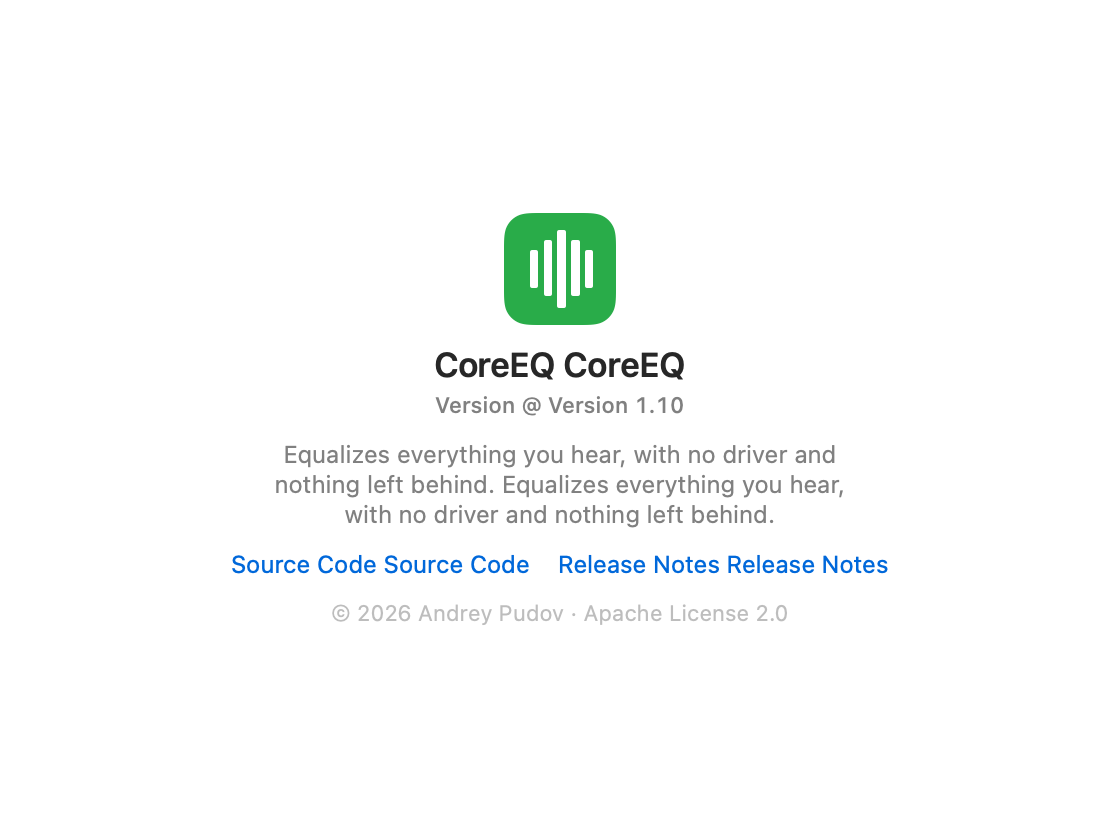 CoreEQ CoreEQ
Version @ Version 1.10
Equalizes everything you hear, with no driver and
nothing left behind. Equalizes everything you hear,
with no driver and nothing left behind.
Source Code Source Code Release Notes Release Notes
© 2026 Andrey Pudov · Apache License 2.0